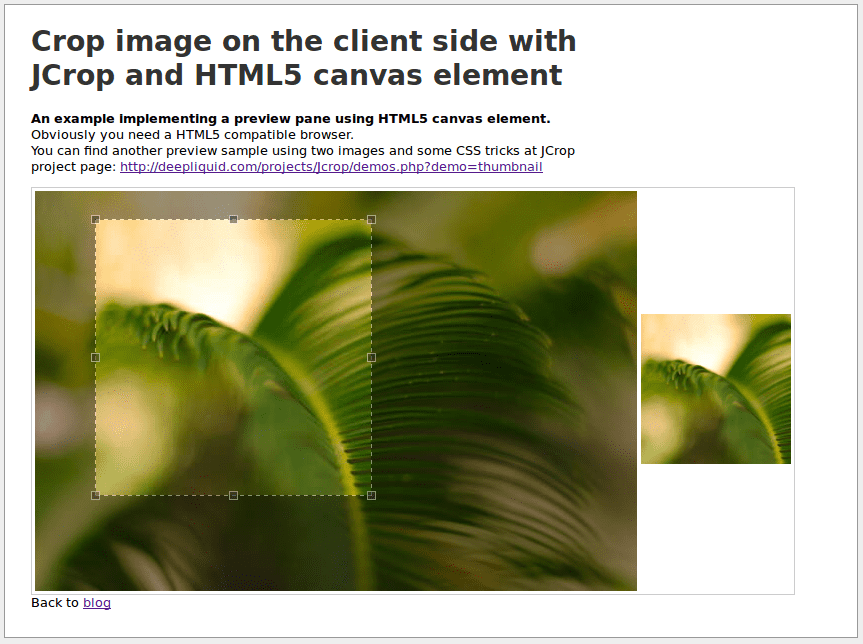 Crop image on the client side with
JCrop and HTML5 canvas element
An example implementing a preview pane using HTML5 canvas element.
Obviously you need a HTML5 compatible browser.
You can find another preview sample using two images and some CSS tricks at JCrop
project page: http://deepliquid.com/projects/Jcrop/demos.php?demo=thumbnail
Back to blog